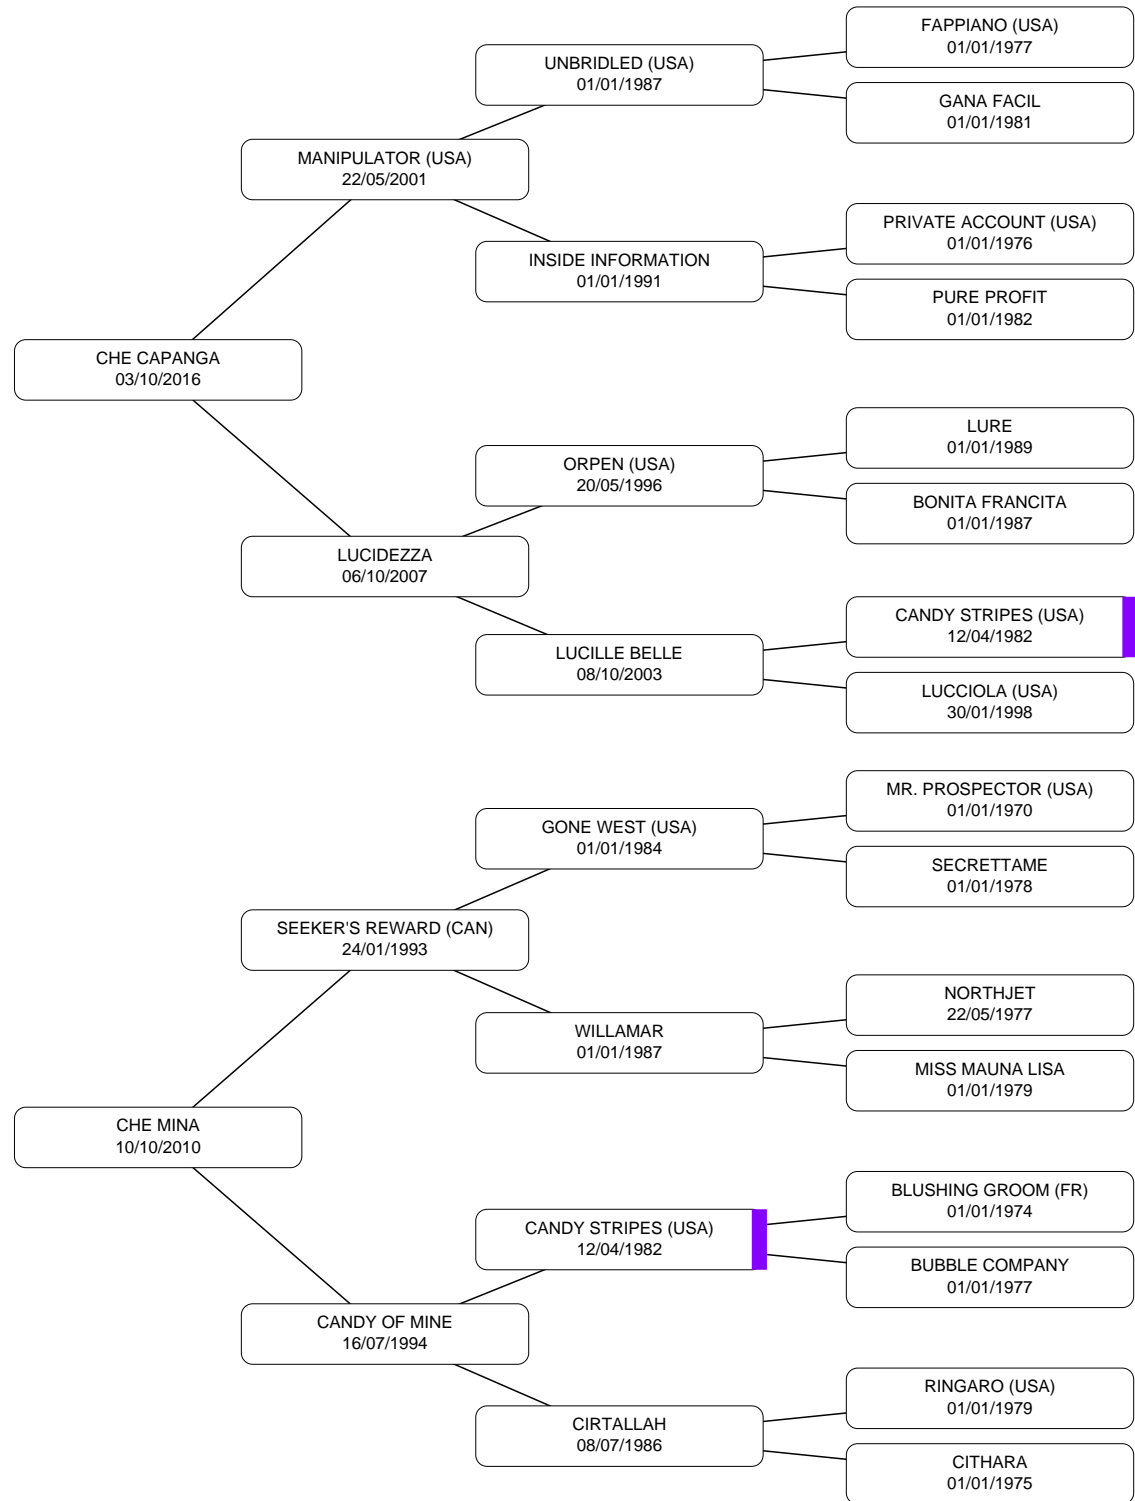 FAPPIANO (USA)
01/01/1977
UNBRIDLED (USA)
01/01/1987
GANA FACIL
01/01/1981
MANIPULATOR (USA)
22/05/2001
PRIVATE ACCOUNT (USA)
01/01/1976
INSIDE INFORMATION
01/01/1991
PURE PROFIT
01/01/1982
CHE CAPANGA
03/10/2016
LURE
01/01/1989
ORPEN (USA)
20/05/1996
BONITA FRANCITA
01/01/1987
LUCIDEZZA
06/10/2007
CANDY STRIPES (USA)
12/04/1982
LUCILLE BELLE
08/10/2003
LUCCIOLA (USA)
30/01/1998
MR. PROSPECTOR (USA)
01/01/1970
GONE WEST (USA)
01/01/1984
SECRETTAME
01/01/1978
SEEKER'S REWARD (CAN)
24/01/1993
NORTHJET
22/05/1977
WILLAMAR
01/01/1987
MISS MAUNA LISA
01/01/1979
CHE MINA
10/10/2010
BLUSHING GROOM (FR)
01/01/1974
CANDY STRIPES (USA)
12/04/1982
BUBBLE COMPANY
01/01/1977
CANDY OF MINE
16/07/1994
RINGARO (USA)
01/01/1979
CIRTALLAH
08/07/1986
CITHARA
01/01/1975